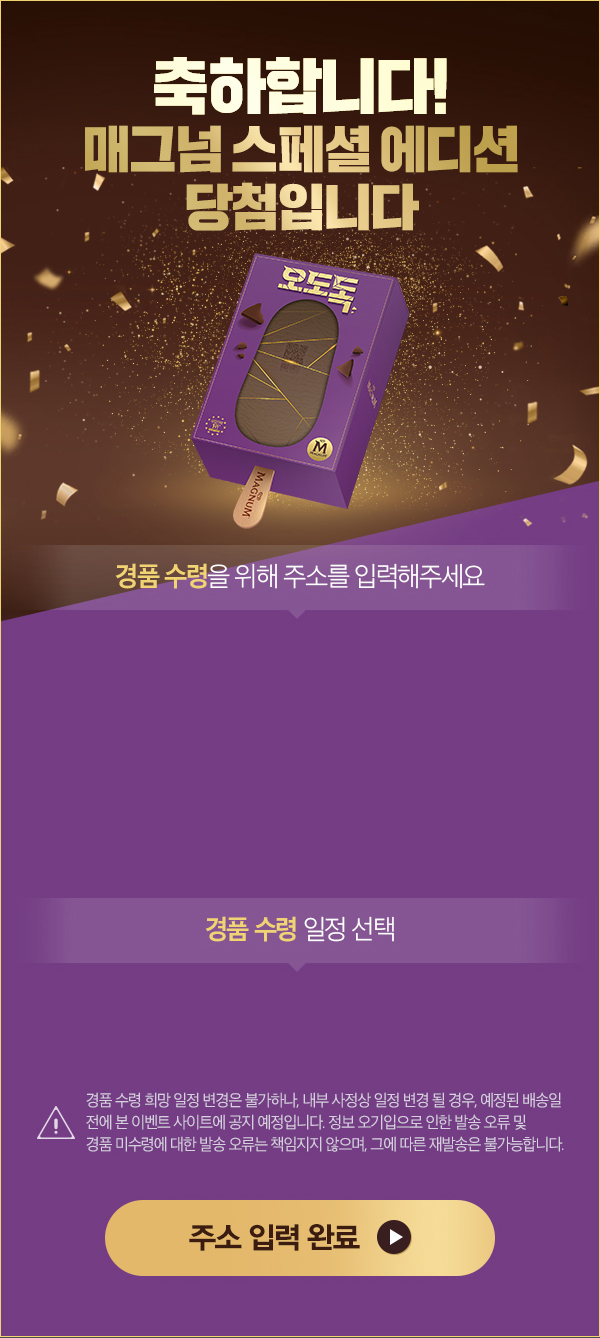 축하합니다!
매그넘 스페셜 에디션
당첨입니다
오도독
M
MAGNUM
경품 수령을 위해 주소를 입력해주세요
경품 수령 일정 선택
경품 수령 희망 일정 변경은 불가하나, 내부 사정상 일정 변경 될 경우, 예정된 배송일
전에 본 이벤트 사이트에 공지 예정입니다. 정보 오기입으로 인한 발송 오류 및
경품 미수령에 대한 발송 오류는 책임지지 않으며, 그에 따른 재발송은 불가능합니다.
주소 입력 완료